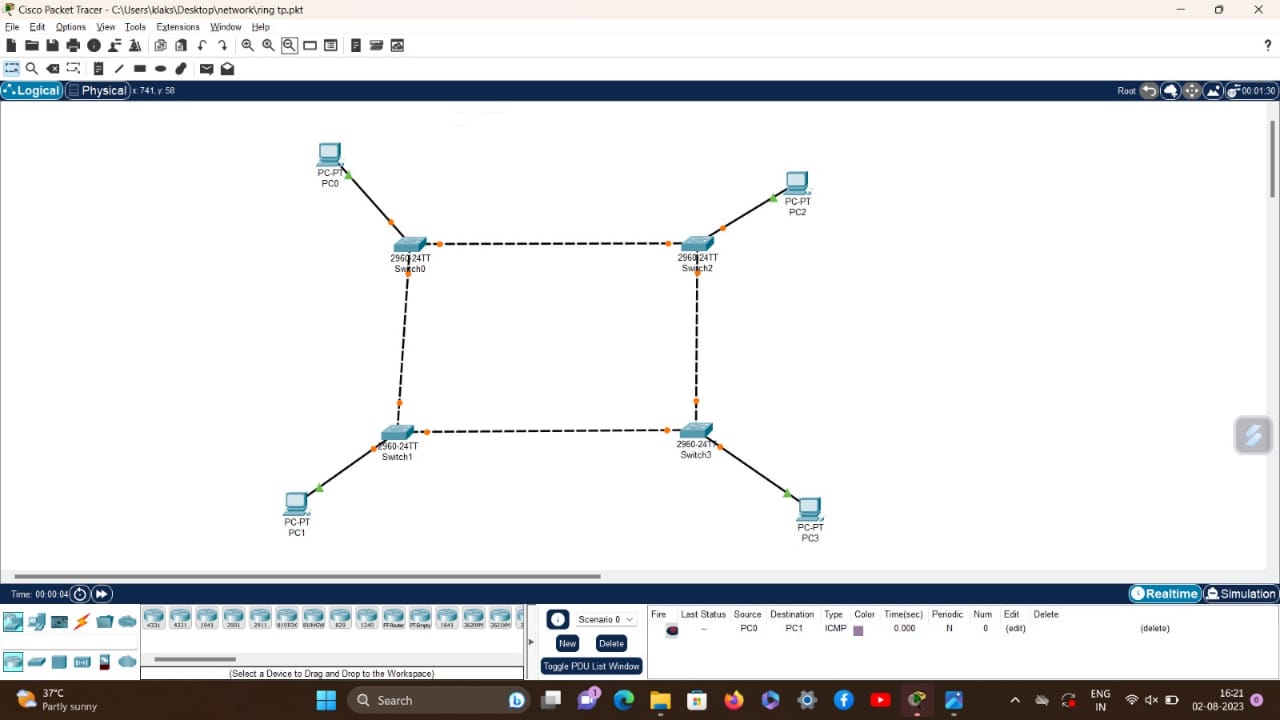 Cisco Packet Tracer - C:\Users\klaks\Desktop\network\ring tp.pkt
File Edit Options View Tools Extensions Window Help
?
Logical Physical x: 741, y: 58 Root 00:01:30
PC-PT
PC0
PC-PT
PC2
2960-24TT
Switch0
2960-24TT
Switch2
2960-24TT
Switch1
2960-24TT
Switch3
PC-PT
PC1
PC-PT
PC3
Time: 00:00:04 Realtime Simulation
4331 4321 1941 2901 2911 819IOX 819HGW 829 1240 PT-Router PT-Empty 1841 2620XM 2621XM
(Select a Device to Drag and Drop to the Workspace)
Scenario 0
New Delete
Toggle PDU List Window
Fire Last Status Source Destination Type Color Time(sec) Periodic Num Edit Delete
-- PC0 PC1 ICMP 0.000 N 0 (edit) (delete)
37°C
Partly sunny
Search
1
ENG
IN
16:21
02-08-2023
6